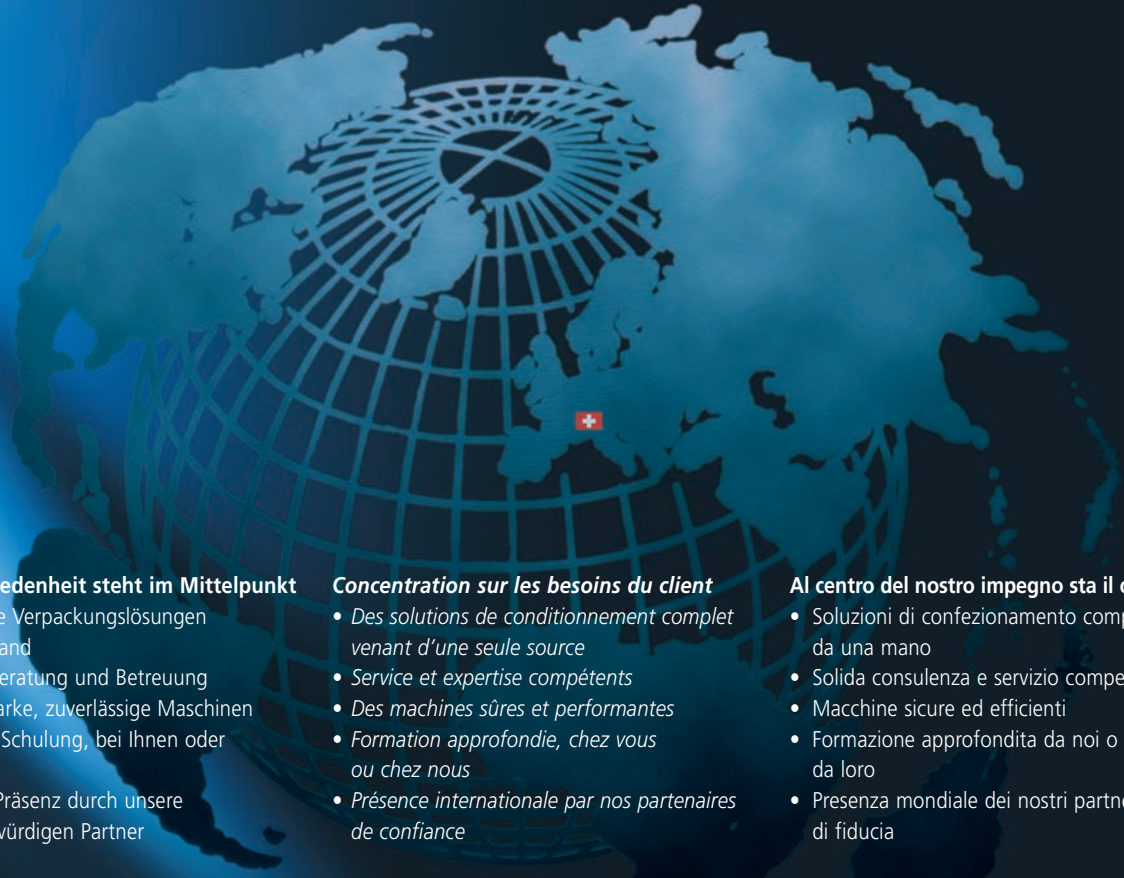 edenheit steht im Mittelpunkt
e Verpackungslösungen
and
eratung und Betreuung
arke, zuverlässige Maschinen
Schulung, bei Ihnen oder
Präsenz durch unsere
würdigen Partner
Concentration sur les besoins du client
• Des solutions de conditionnement complet
venant d'une seule source
• Service et expertise compétents
• Des machines sûres et performantes
• Formation approfondie, chez vous
ou chez nous
• Présence internationale par nos partenaires
de confiance
Al centro del nostro impegno sta il c
• Soluzioni di confezionamento comp
da una mano
• Solida consulenza e servizio compe
• Macchine sicure ed efficienti
• Formazione approfondita da noi o
da loro
• Presenza mondiale dei nostri partne
di fiducia